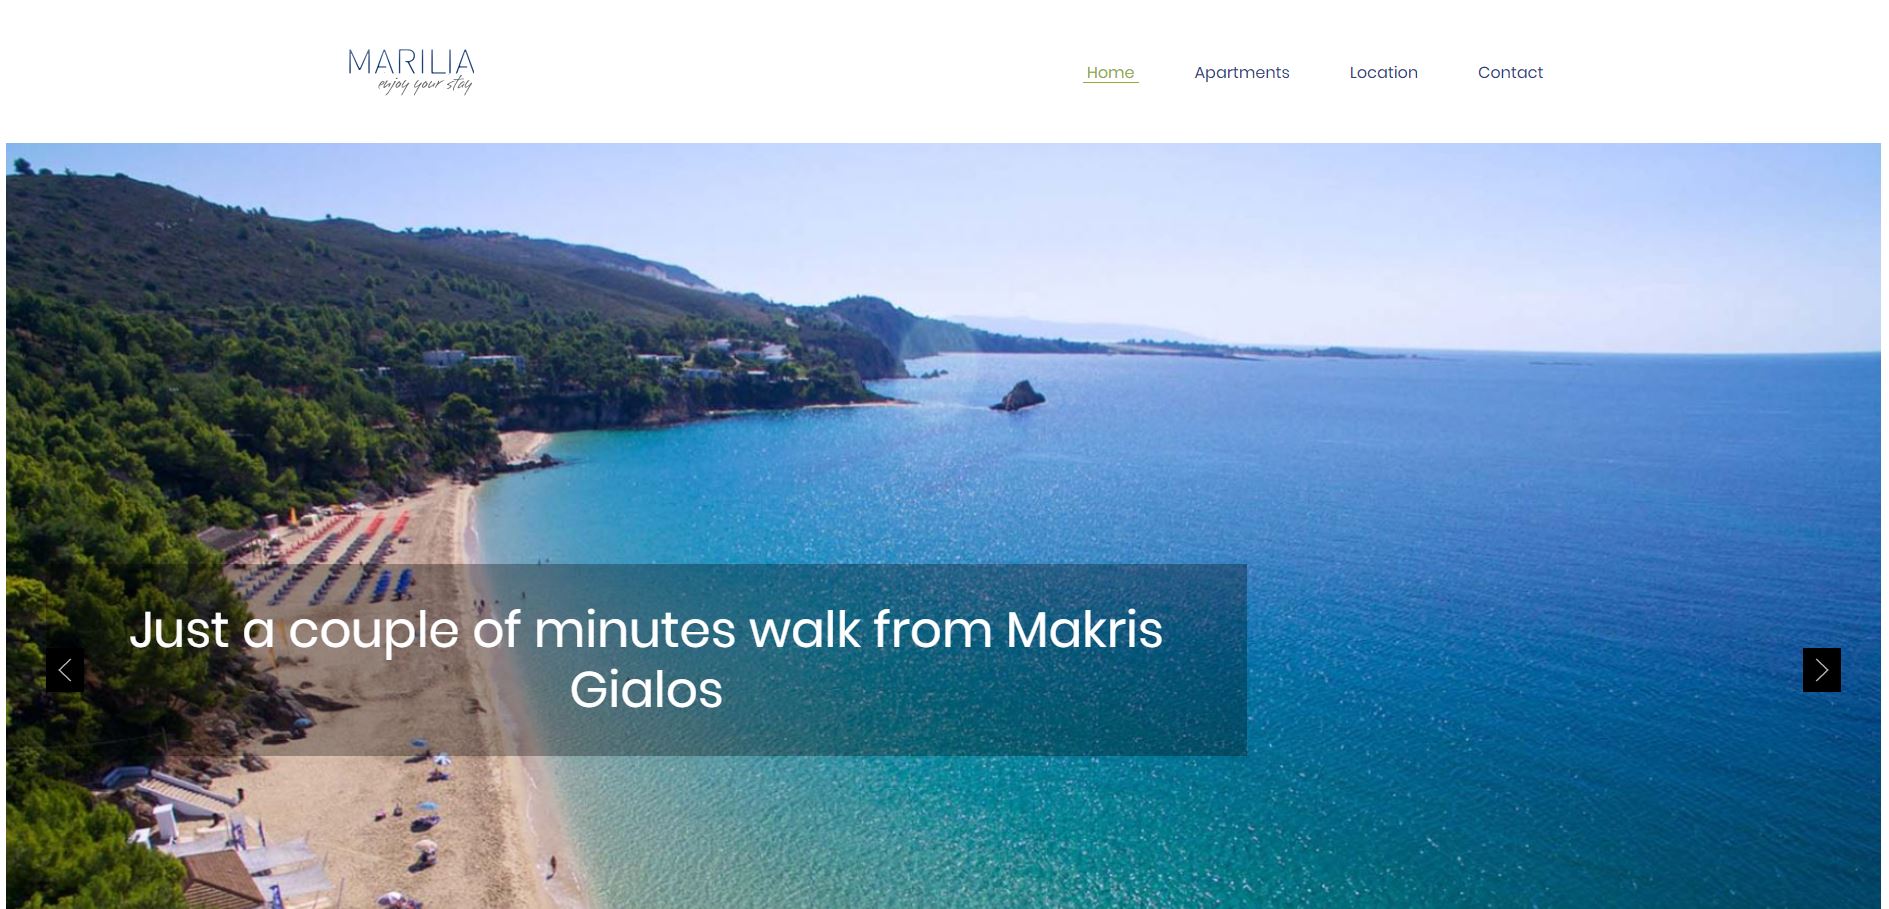 MARILIA
enjoy your stay
Home
Apartments
Location
Contact
Just a couple of minutes walk from Makris
Gialos